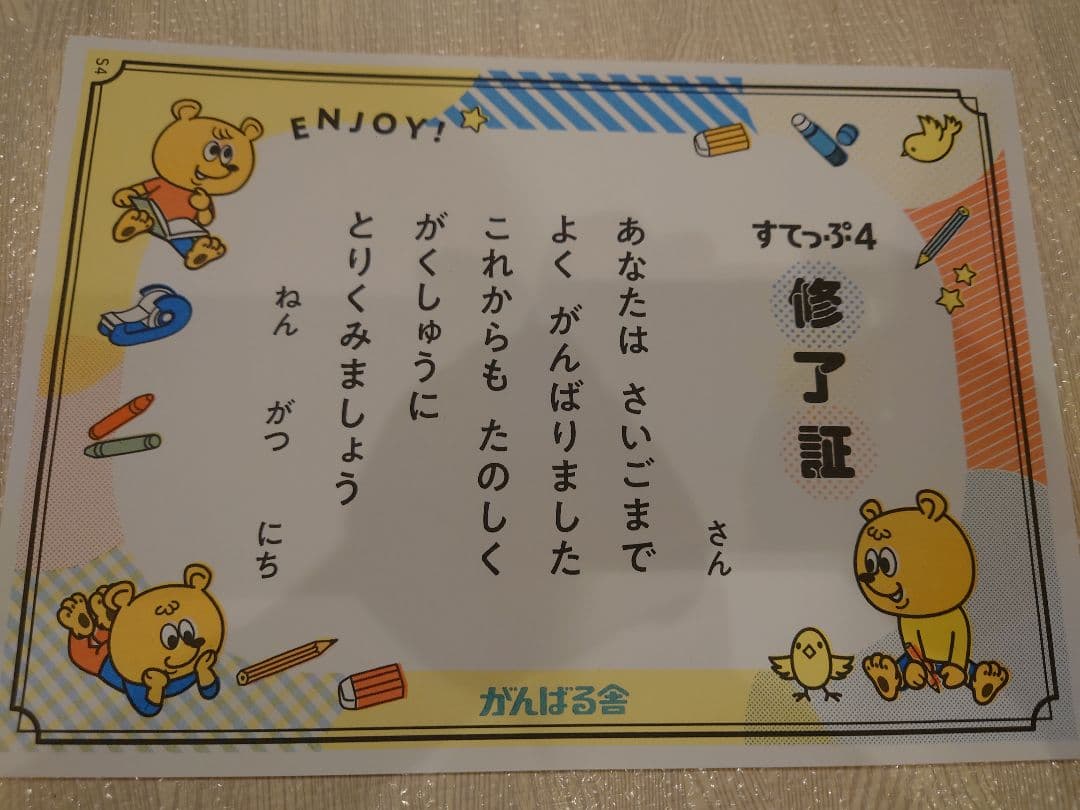 S4
ENJOY!
すてっぷ4
修了証
さん
あなたは さいごまで
よく がんばりました
これからも たのしく
がくしゅうに
とりくみましょう
ねん がつ にち
がんばる舎